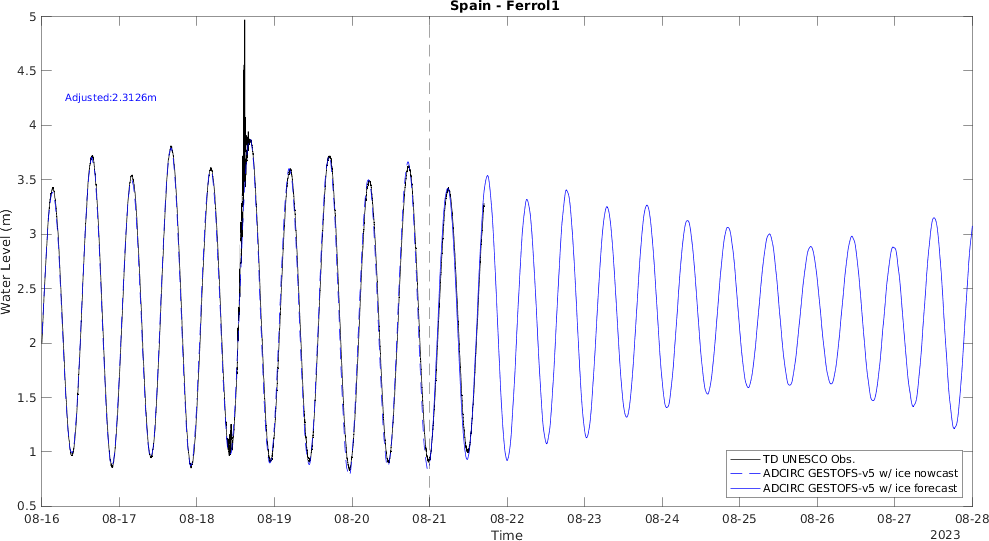 Spain - Ferrol1
5
4.5
4
3.5
3
2.5
2
1.5
1
0.5
Water Level (m)
Adjusted:2.3126m
TD UNESCO Obs.
ADCIRC GESTOFS-v5 w/ ice nowcast
ADCIRC GESTOFS-v5 w/ ice forecast
08-16 08-17 08-18 08-19 08-20 08-21 08-22 08-23 08-24 08-25 08-26 08-27 08-28
Time
2023